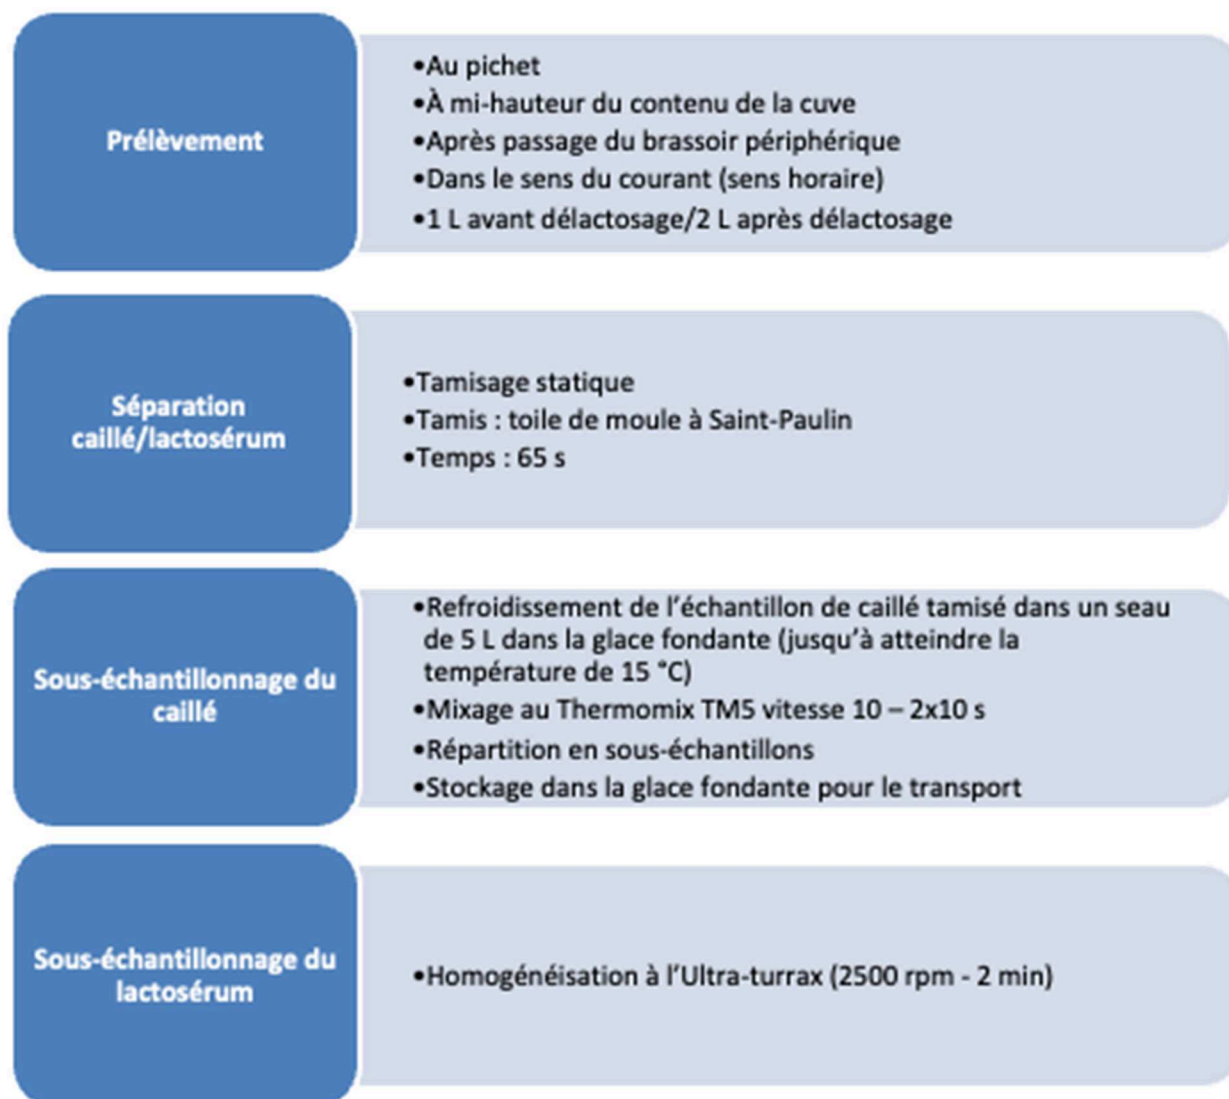 Prélèvement
•Au pichet
•À mi-hauteur du contenu de la cuve
•Après passage du brassoir périphérique
•Dans le sens du courant (sens horaire)
•1 L avant délactosage/2 L après délactosage
Séparation
caillé/lactosérum
•Tamisage statique
•Tamis : toile de moule à Saint-Paulin
•Temps : 65 s
Sous-échantillonnage du
caillé
•Refroidissement de l'échantillon de caillé tamisé dans un seau
de 5 L dans la glace fondante (jusqu'à atteindre la
température de 15 °C)
•Mixage au Thermomix TM5 vitesse 10 – 2x10 s
•Répartition en sous-échantillons
•Stockage dans la glace fondante pour le transport
Sous-échantillonnage du
lactosérum
•Homogénéisation à l'Ultra-turrax (2500 rpm - 2 min)